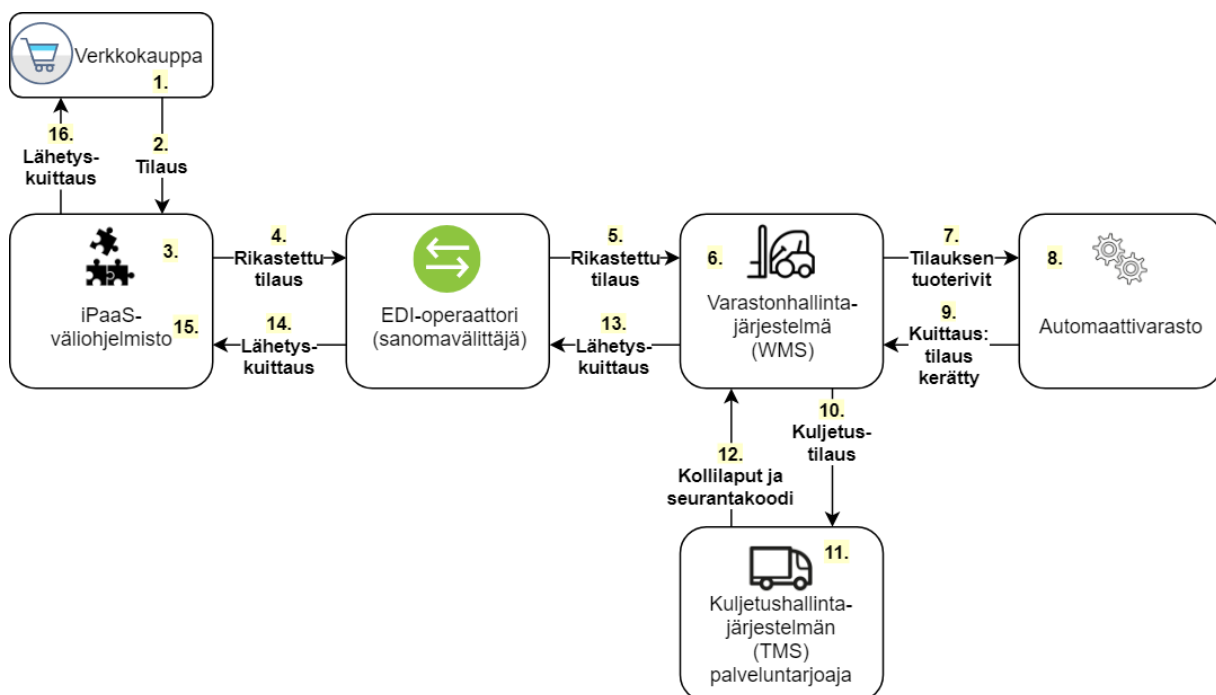 Verkkokauppa
1.
16.
Lähetys-
kuittaus
2.
Tilaus
3.
iPaaS-
väliohjelmisto
15.
4.
Rikastettu
tilaus
14.
Lähetys-
kuittaus
EDI-operaattori
(sanomavälittäjä)
5.
Rikastettu
tilaus
13.
Lähetys-
kuittaus
6.
Varastonhallinta-
järjestelmä
(WMS)
7.
Tilauksen
tuoterivit
9.
Kuittaus:
tilaus
kerätty
8.
Automaattivarasto
10.
Kuljetus-
tilaus
12.
Kollilaput ja
seurantakoodi
11.
Kuljetushallinta-
järjestelmän
(TMS)
palveluntarjoaja